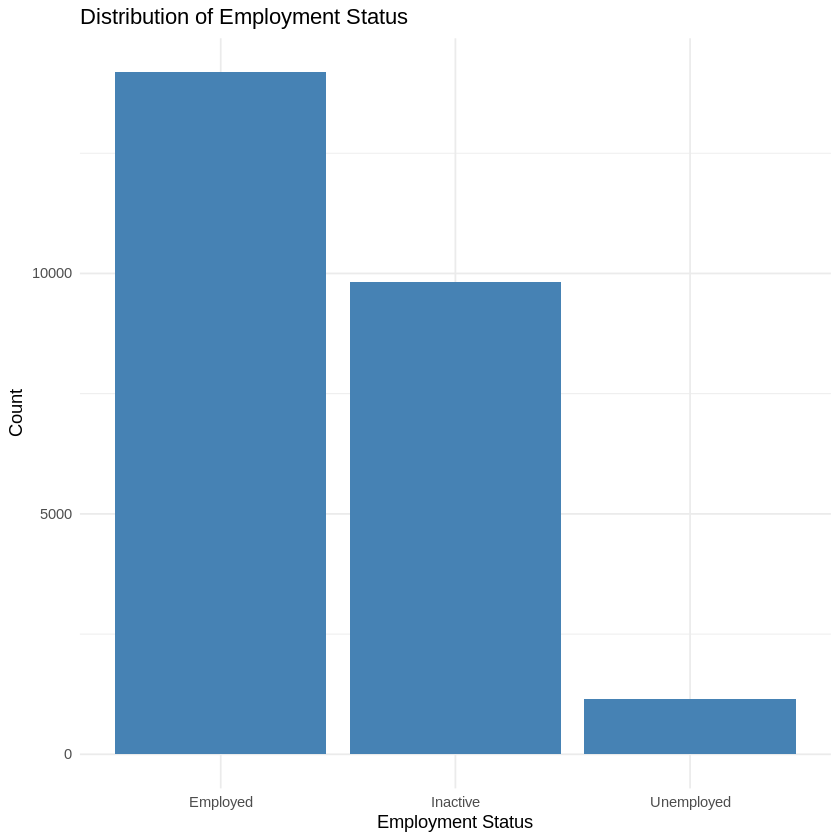 Distribution of Employment Status
Count
10000
5000
0
Employed Inactive Unemployed
Employment Status